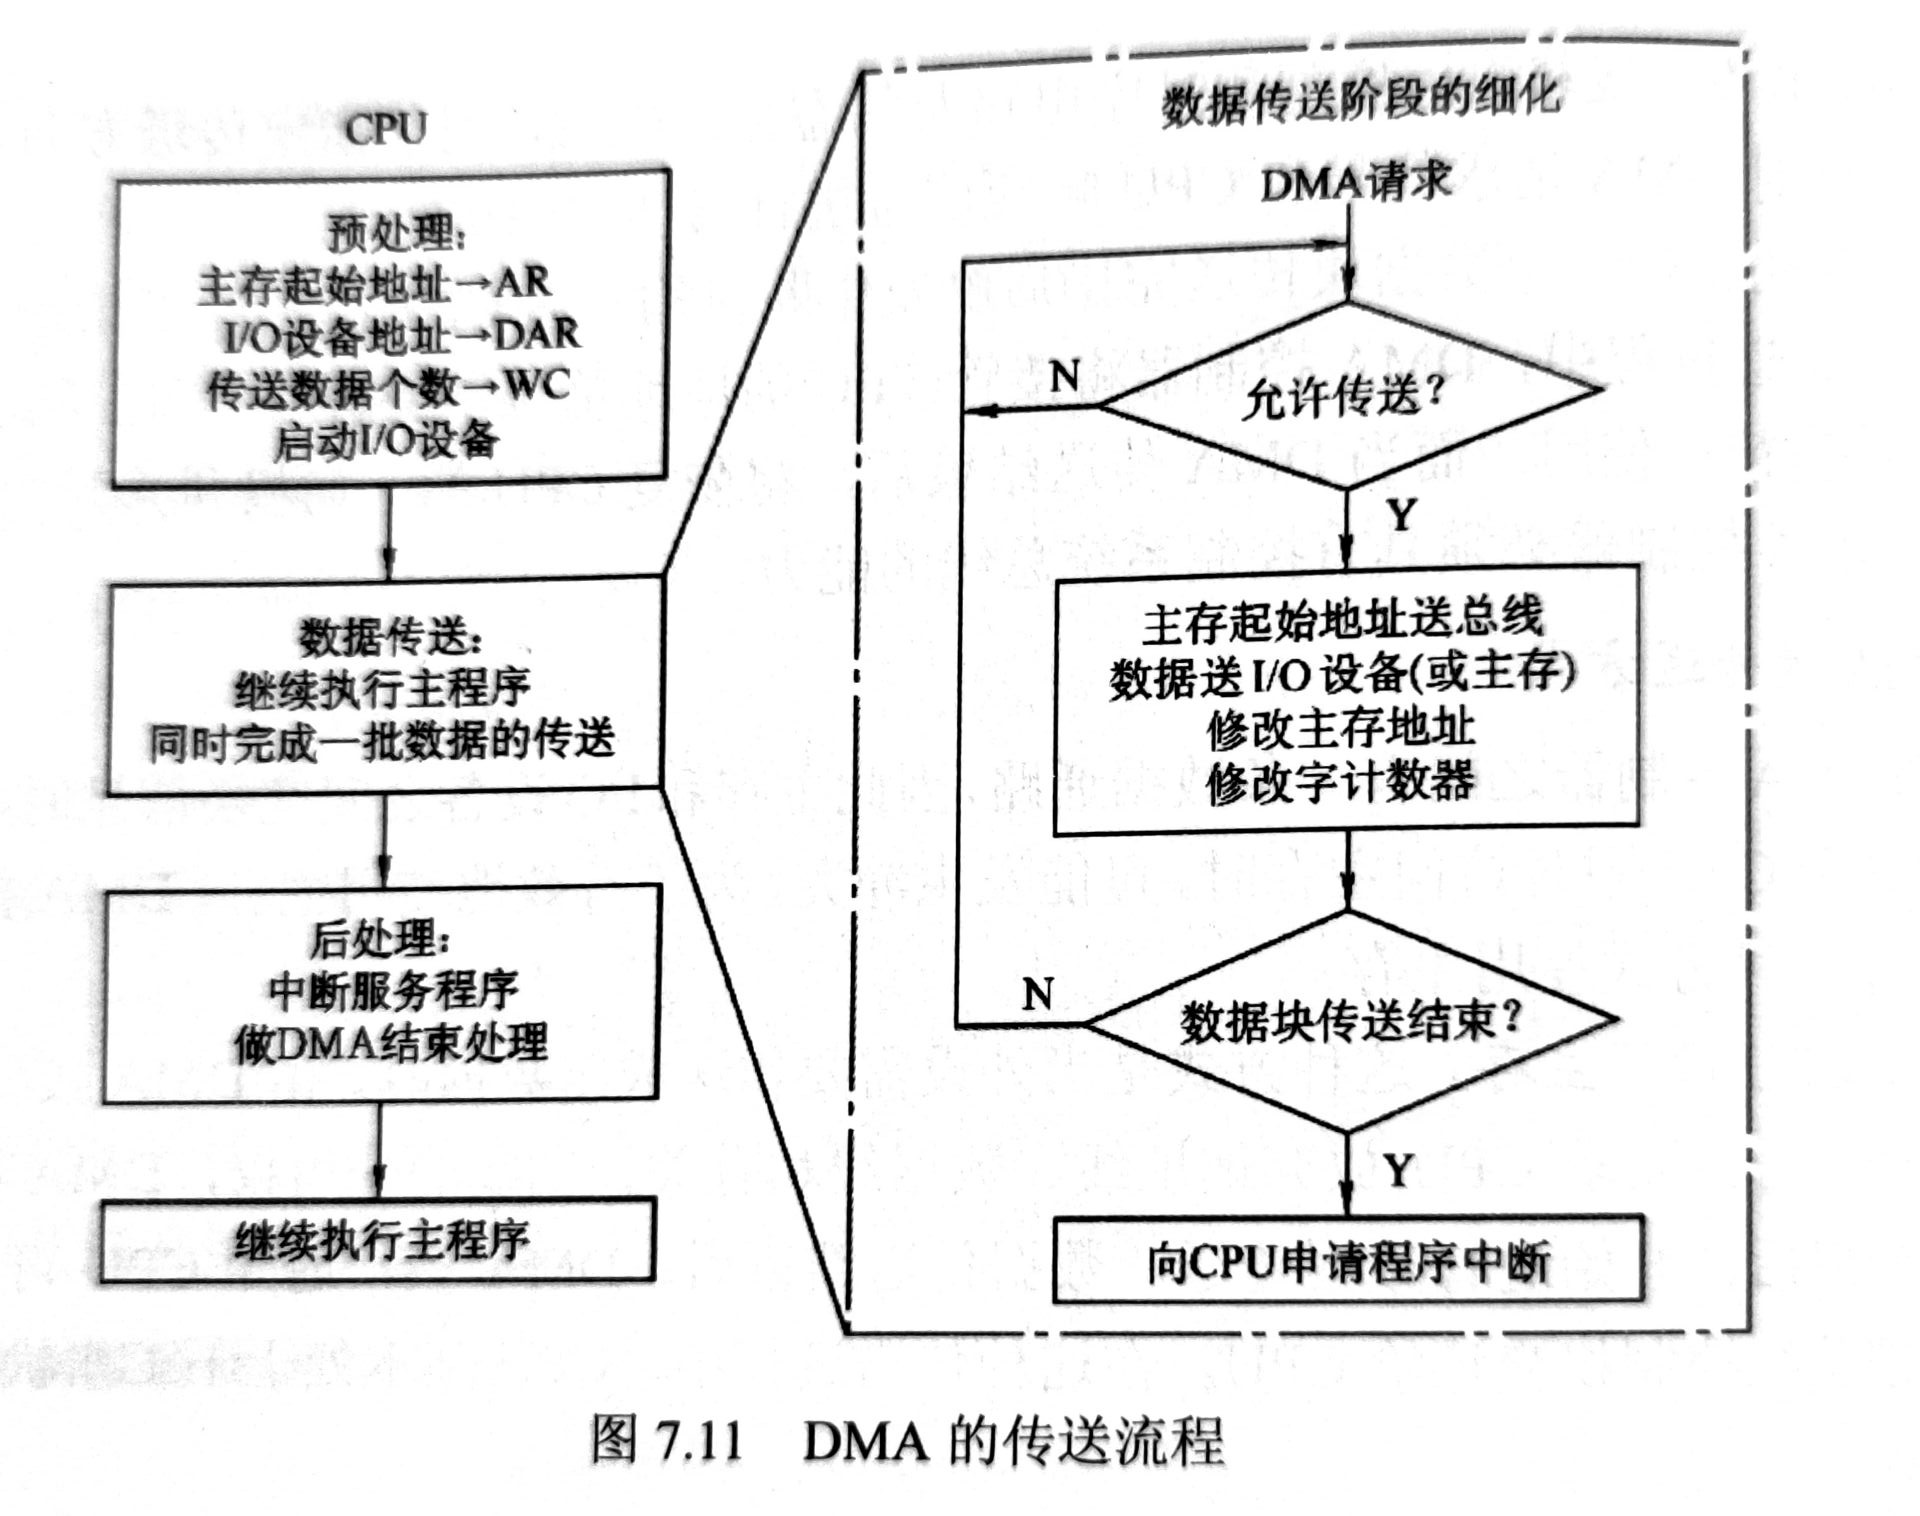 CPU
预处理:
主存起始地址→AR
I/O设备地址→DAR
传送数据个数→WC
启动I/O设备
数据传送:
继续执行主程序
同时完成一批数据的传送
后处理:
中断服务程序
做DMA结束处理
继续执行主程序
数据传送阶段的细化
DMA请求
允许传送?
N
Y
主存起始地址送总线
数据送I/O设备(或主存)
修改主存地址
修改字计数器
数据块传送结束?
N
Y
向CPU申请程序中断
图 7.11 DMA 的传送流程